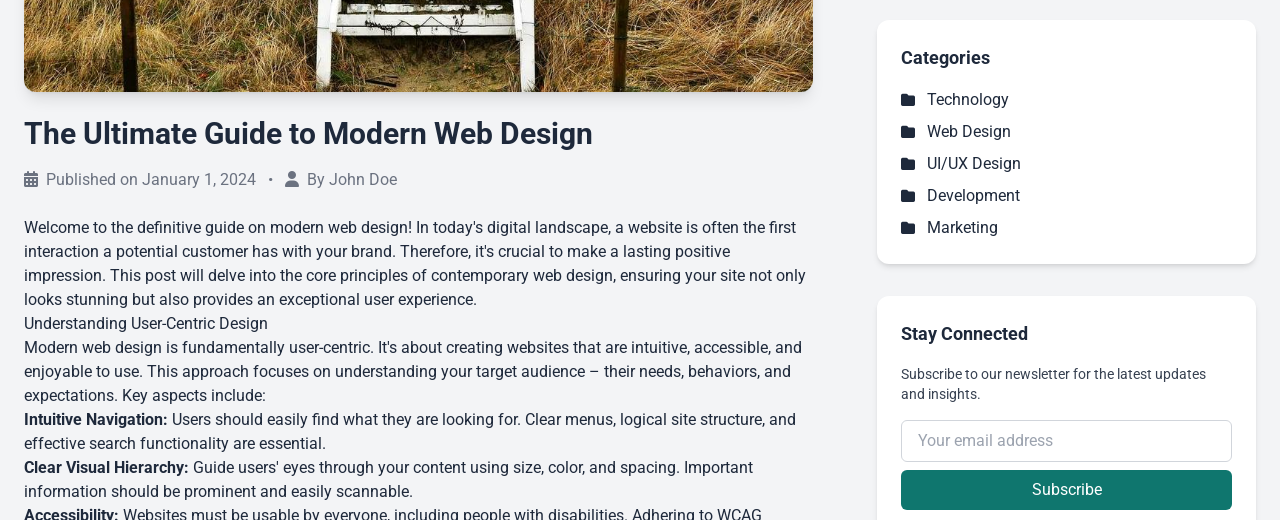 The Ultimate Guide to Modern Web Design
Published on January 1, 2024 • By John Doe
Welcome to the definitive guide on modern web design! In today's digital landscape, a website is often the first
interaction a potential customer has with your brand. Therefore, it's crucial to make a lasting positive
impression. This post will delve into the core principles of contemporary web design, ensuring your site not only
looks stunning but also provides an exceptional user experience.
Understanding User-Centric Design
Modern web design is fundamentally user-centric. It's about creating websites that are intuitive, accessible, and
enjoyable to use. This approach focuses on understanding your target audience – their needs, behaviors, and
expectations. Key aspects include:
Intuitive Navigation: Users should easily find what they are looking for. Clear menus, logical site structure, and
effective search functionality are essential.
Clear Visual Hierarchy: Guide users' eyes through your content using size, color, and spacing. Important
information should be prominent and easily scannable.
Accessibility: Websites must be usable by everyone, including people with disabilities. Adhering to WCAG
Categories
Technology
Web Design
UI/UX Design
Development
Marketing
Stay Connected
Subscribe to our newsletter for the latest updates
and insights.
Your email address
Subscribe